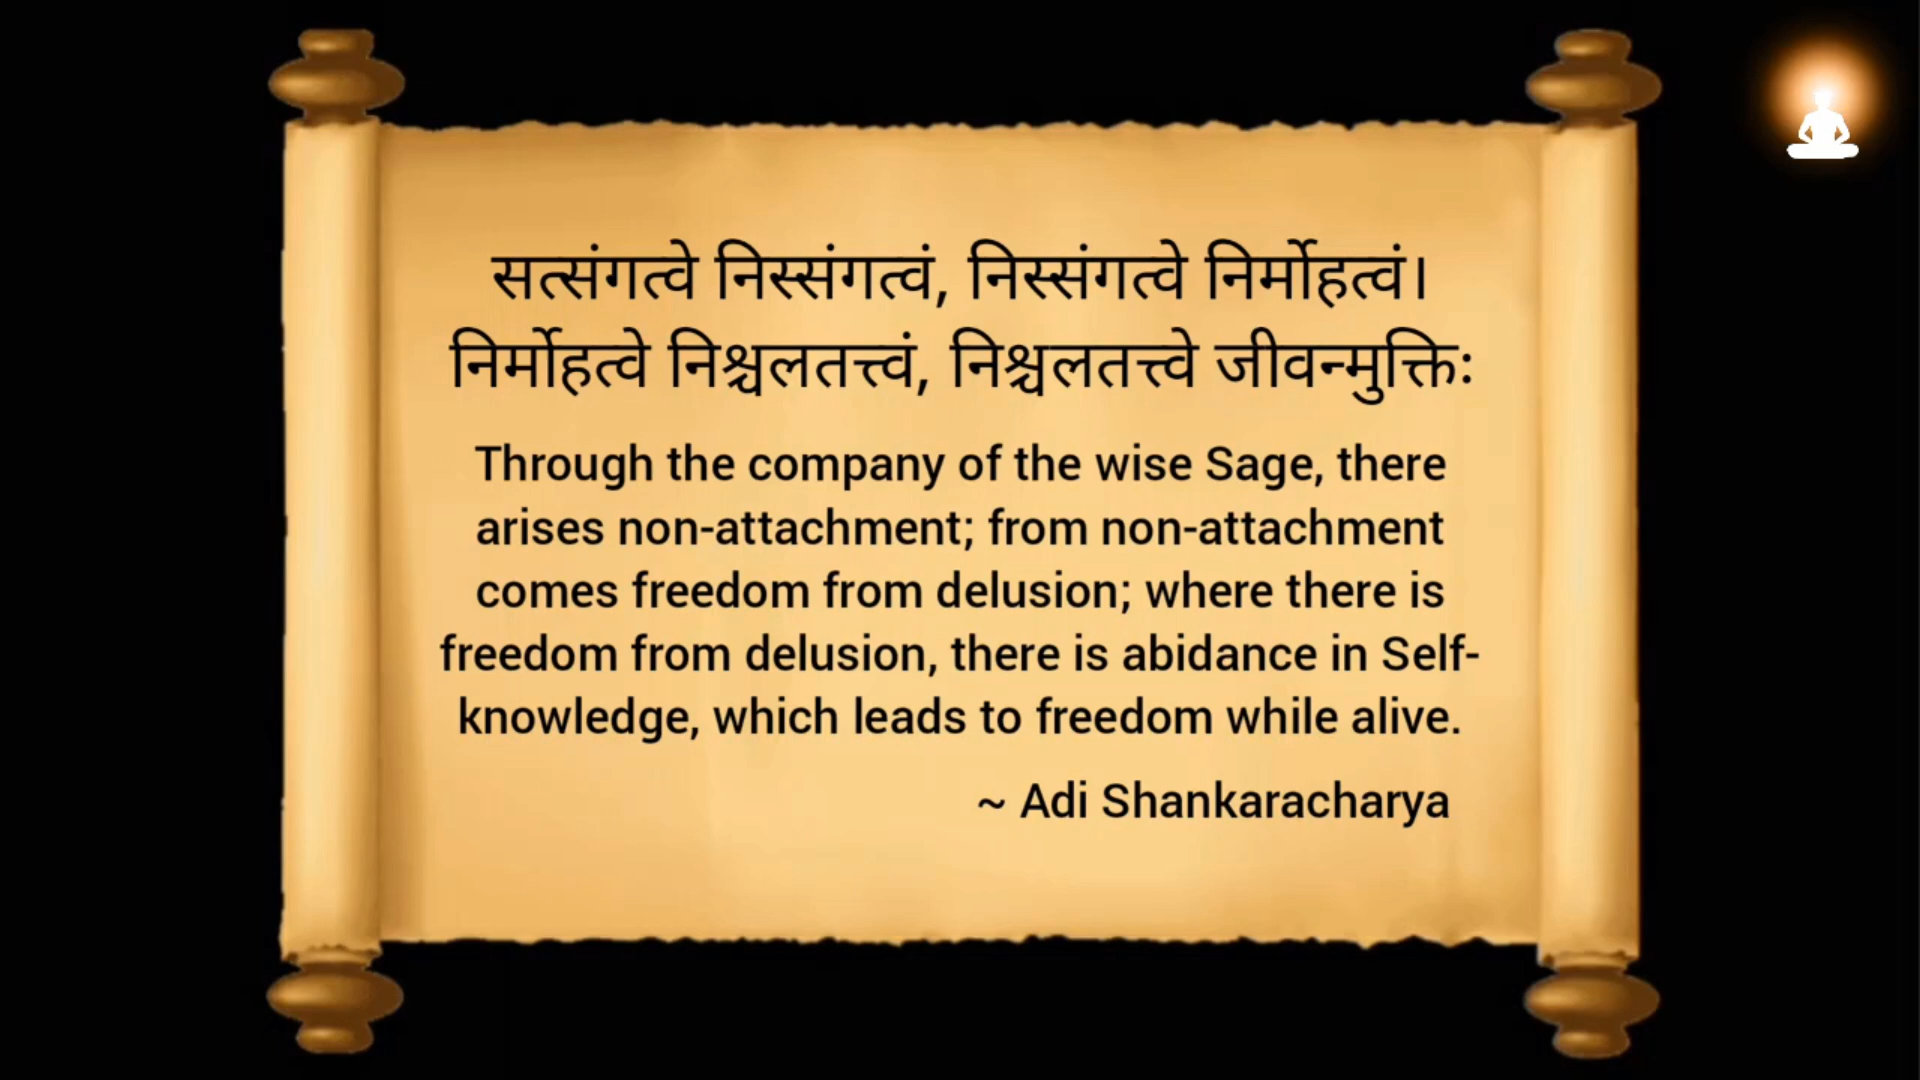 सत्संगत्वे निस्संगत्वं, निस्संगत्वे निर्मोहत्वं।
निर्मोहत्वे निश्चलतत्त्वं, निश्चलतत्त्वे जीवन्मुक्तिः
Through the company of the wise Sage, there
arises non-attachment; from non-attachment
comes freedom from delusion; where there is
freedom from delusion, there is abidance in Self-
knowledge, which leads to freedom while alive.
~ Adi Shankaracharya